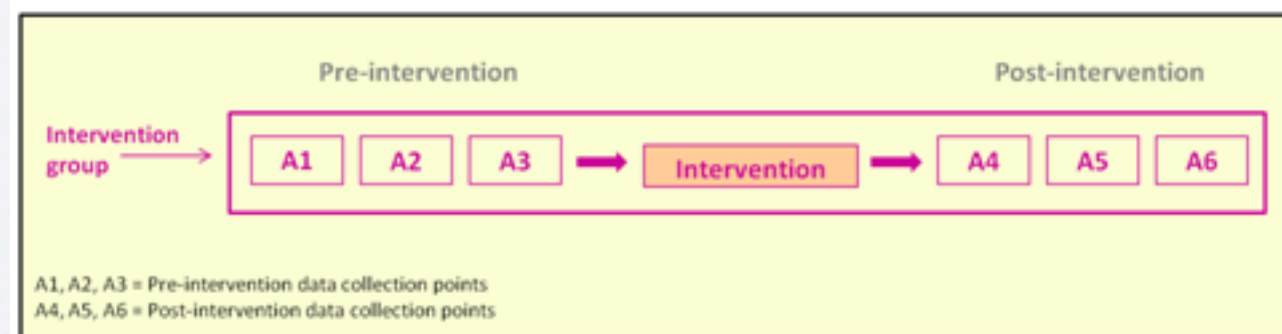 Pre-intervention Post-intervention
Intervention
group
A1 A2 A3 Intervention A4 A5 A6
A1, A2, A3 = Pre-intervention data collection points
A4, A5, A6 = Post-intervention data collection points